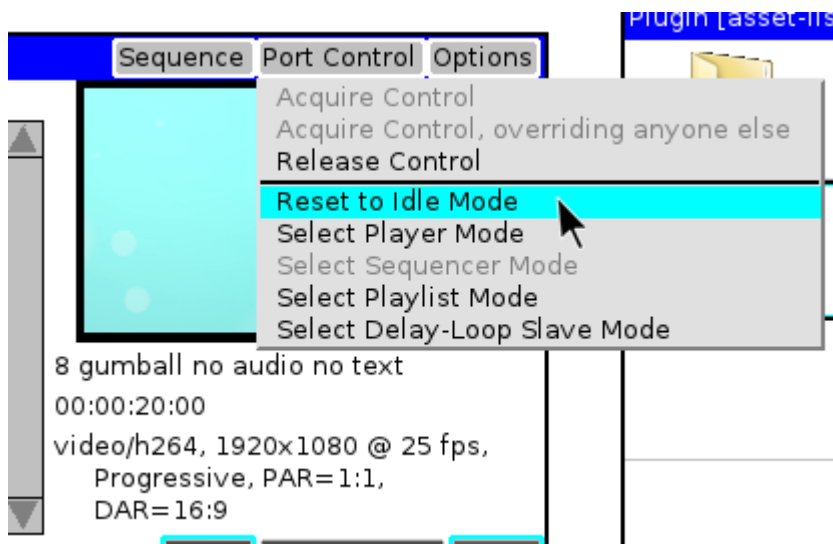 Plugin [asset-lis
Sequence Port Control Options
Acquire Control
Acquire Control, overriding anyone else
Release Control
Reset to Idle Mode
Select Player Mode
Select Sequencer Mode
Select Playlist Mode
Select Delay-Loop Slave Mode
8 gumball no audio no text
00:00:20:00
video/h264, 1920x1080 @ 25 fps,
Progressive, PAR=1:1,
DAR=16:9